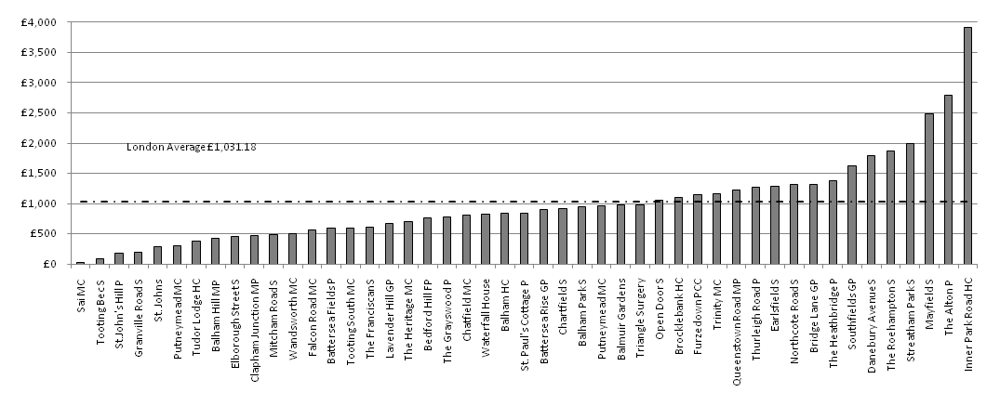 £4,000
£3,500
£3,000
£2,500
£2,000
London Average £1,031.18
£1,500
£1,000
£500
£0
Sai MC
Tooting Bec S
St John's Hill P
Granville Road S
St. Johns
Putneymead MC
Tudor Lodge HC
Balham Hill MP
Elborough Street S
Clapham Junction MP
Mitcham Road S
Wandsworth MC
Falcon Road MC
Battersea Fields P
Tooting South MC
The Franciscan S
Lavender Hill GP
The Heritage MC
Bedford Hill FP
The Grayswood P
Chatfield MC
Waterfall House
Balham HC
St. Paul's Cottage P
Battersea Rise GP
Chartfield S
Balham Park S
Putneymead MC
Balmuir Gardens
Triangle Surgery
Open Door S
Brocklebank HC
Furzedown PCC
Trinity MC
Queenstown Road MP
Thurleigh Road P
Earlsfield S
Northcote Road S
Bridge Lane GP
The Heathbridge P
Southfields GP
Danebury Avenue S
The Roehampton S
Streatham Park S
Mayfield S
The Alton P
Inner Park Road HC